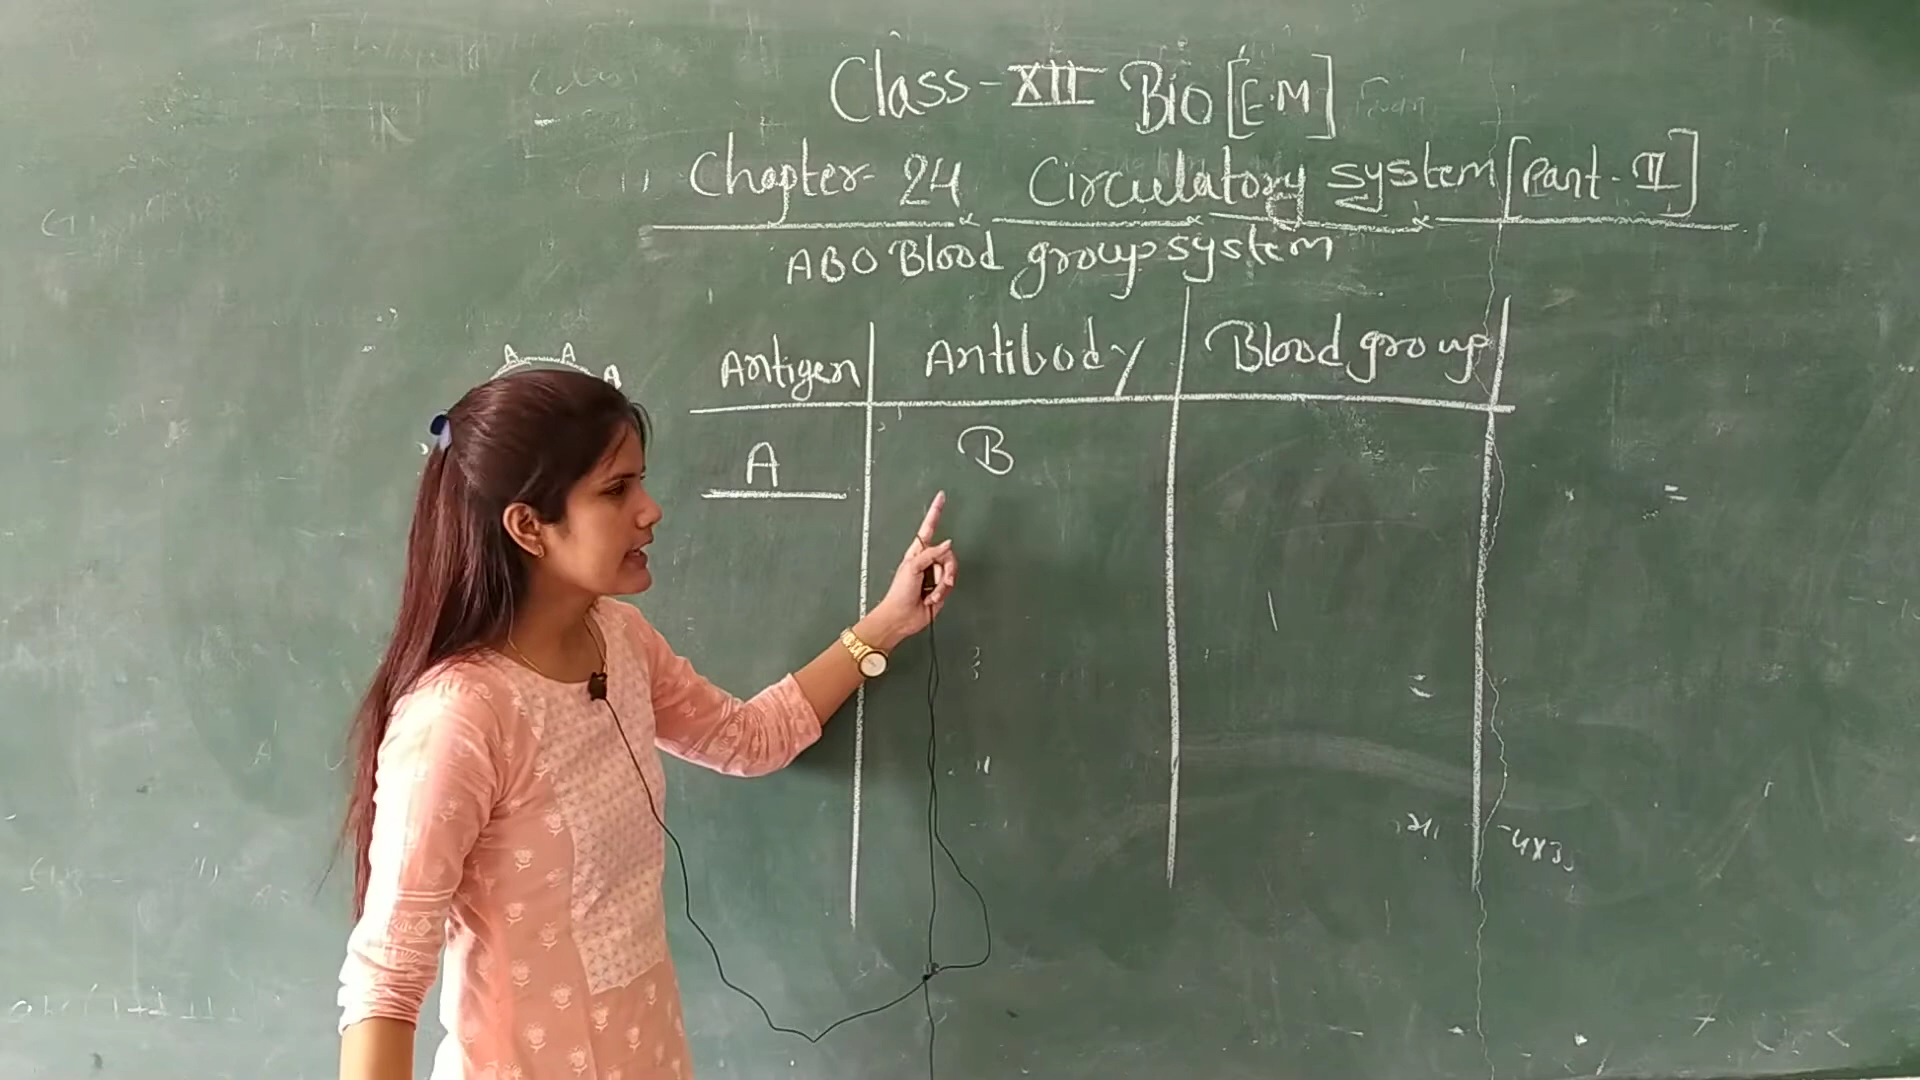 Class-XII Bio [E.M]
Chapter- 24 Circulatory system [Part-II]
ABO Blood group system
Antigen Antibody Blood group
A A A
A B